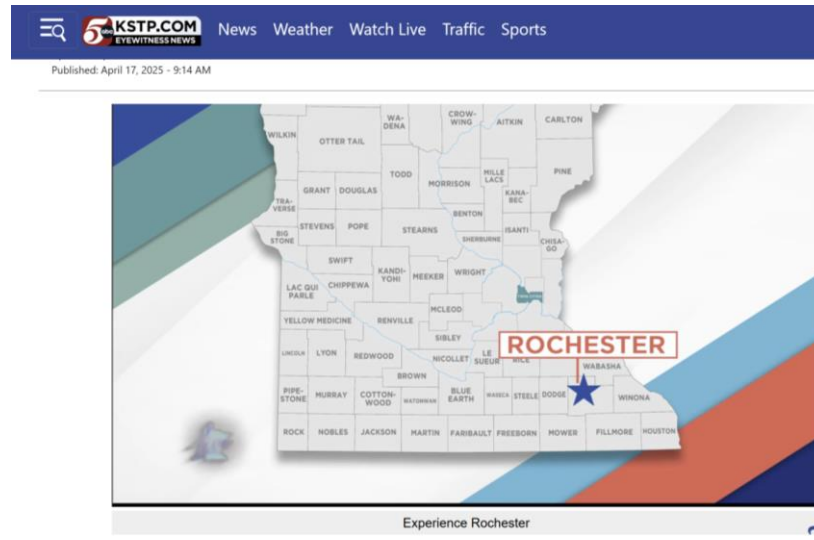 5 abc KSTP.COM EYEWITNESS NEWS News Weather Watch Live Traffic Sports
Published: April 17, 2025 - 9:14 AM
WILKIN
OTTER TAIL
WA-
DENA
CROW-
WING
AITKIN
CARLTON
TODD
MORRISON
MILLE
LACS
PINE
GRANT
DOUGLAS
KANA-
BEC
TRA-
VERSE
BENTON
BIG
STONE
STEVENS
POPE
STEARNS
SHERBURNE
ISANTI
CHISA-
GO
SWIFT
KANDI-
YOHI
MEEKER
WRIGHT
LAC QUI
PARLE
CHIPPEWA
MCLEOD
YELLOW MEDICINE
RENVILLE
SIBLEY
ROCHESTER
LINCOLN
LYON
REDWOOD
NICOLLET
LE
SUEUR
RICE
WABASHA
BROWN
PIPE-
STONE
MURRAY
COTTON-
WOOD
WATONWAN
BLUE
EARTH
WASECA
STEELE
DODGE
WINONA
ROCK
NOBLES
JACKSON
MARTIN
FARIBAULT
FREEBORN
MOWER
FILLMORE
HOUSTON
Experience Rochester